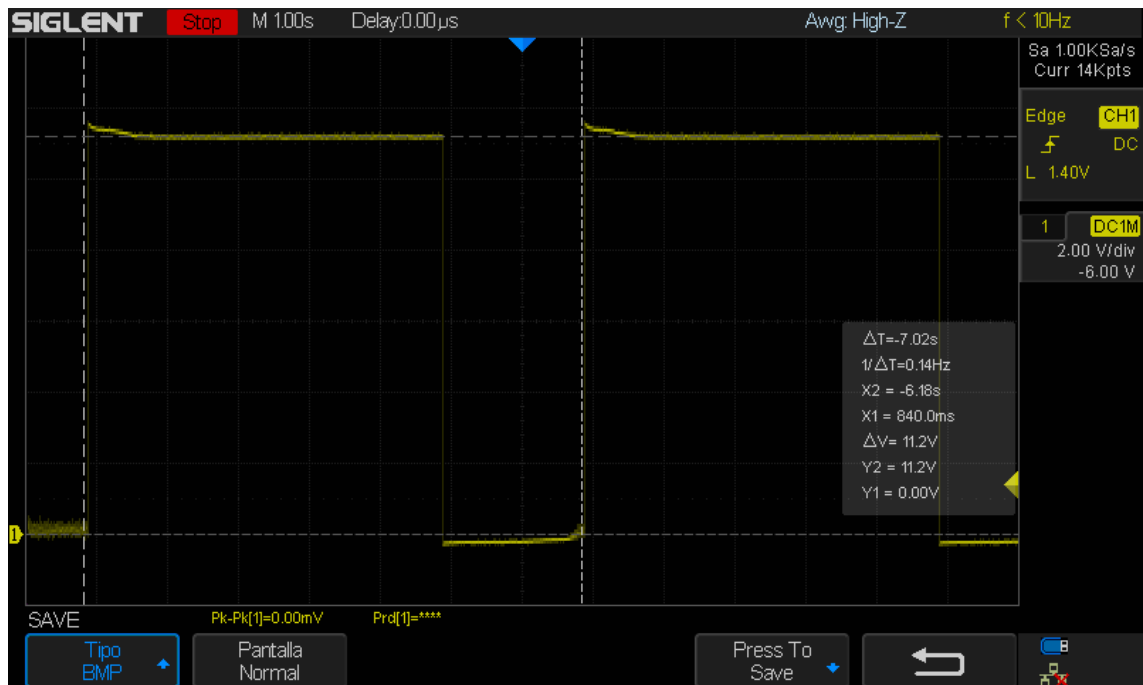 SIGLENT Stop M 1.00s Delay:0.00μs Awg: High-Z f < 10Hz
Sa 1.00KSa/s
Curr 14Kpts
Edge CH1
DC
L 1.40V
1 DC1M
2.00 V/div
-6.00 V
△T=-7.02s
1/△T=0.14Hz
X2 = -6.18s
X1 = 840.0ms
△V= 11.2V
Y2 = 11.2V
Y1 = 0.00V
1
SAVE Pk-Pk[1]=0.00mV Prd[1]=****
Tipo
BMP
Pantalla
Normal
Press To
Save